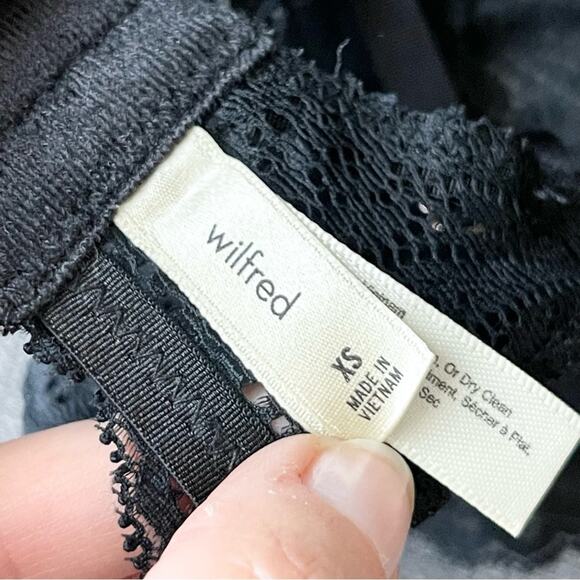 wilfred
XS
MADE IN
VIETNAM
Or Dry Clean
Sécher à Plat,
Sec